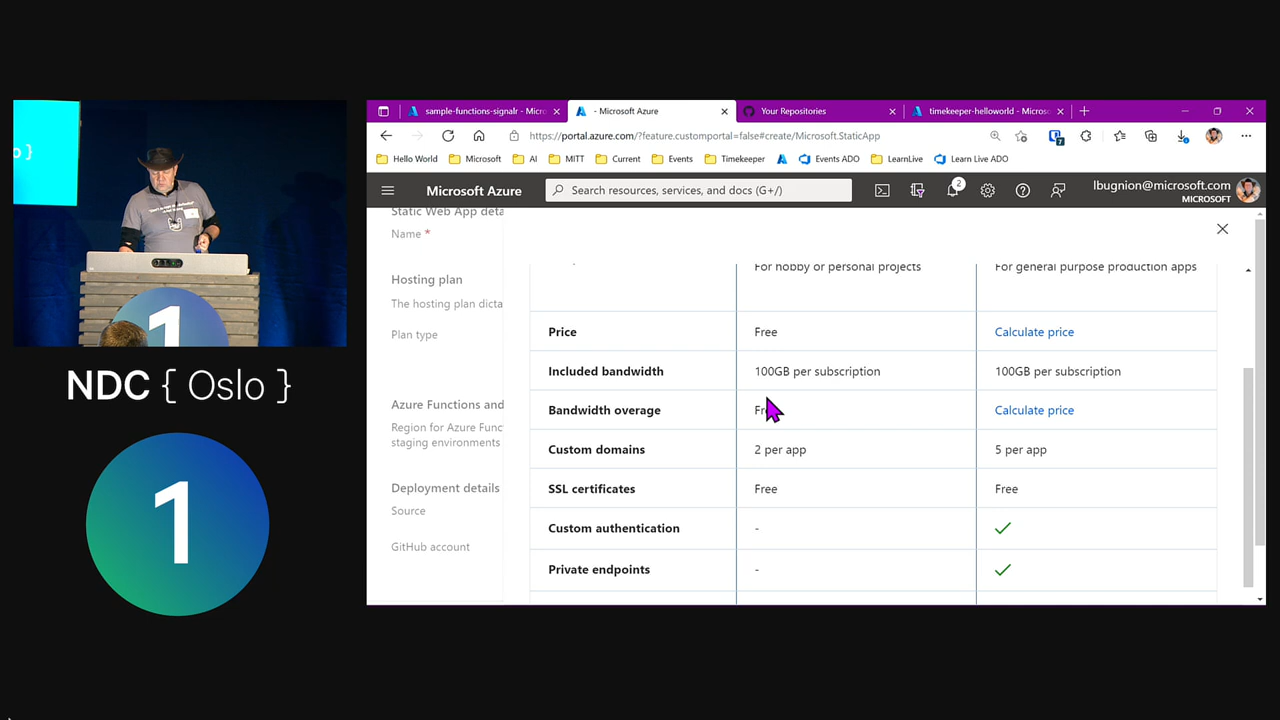 o }
1
NDC { Oslo }
1
sample-functions-signalr - Micro
- Microsoft Azure
Your Repositories
timekeeper-helloworld - Microso
https://portal.azure.com/?feature.customportal=false#create/Microsoft.StaticApp
7
Hello World
Microsoft
AI
MITT
Current
Events
Timekeeper
Events ADO
LearnLive
Learn Live ADO
Microsoft Azure
Search resources, services, and docs (G+/)
2
lbugnion@microsoft.com
MICROSOFT
Static Web App deta
Name *
Hosting plan
The hosting plan dicta
Plan type
Azure Functions and
Region for Azure Func
staging environments
Deployment details
Source
GitHub account
For hobby or personal projects
For general purpose production apps
Price
Free
Calculate price
Included bandwidth
100GB per subscription
100GB per subscription
Bandwidth overage
Calculate price
Custom domains
2 per app
5 per app
SSL certificates
Free
Free
Custom authentication
-
Private endpoints
-